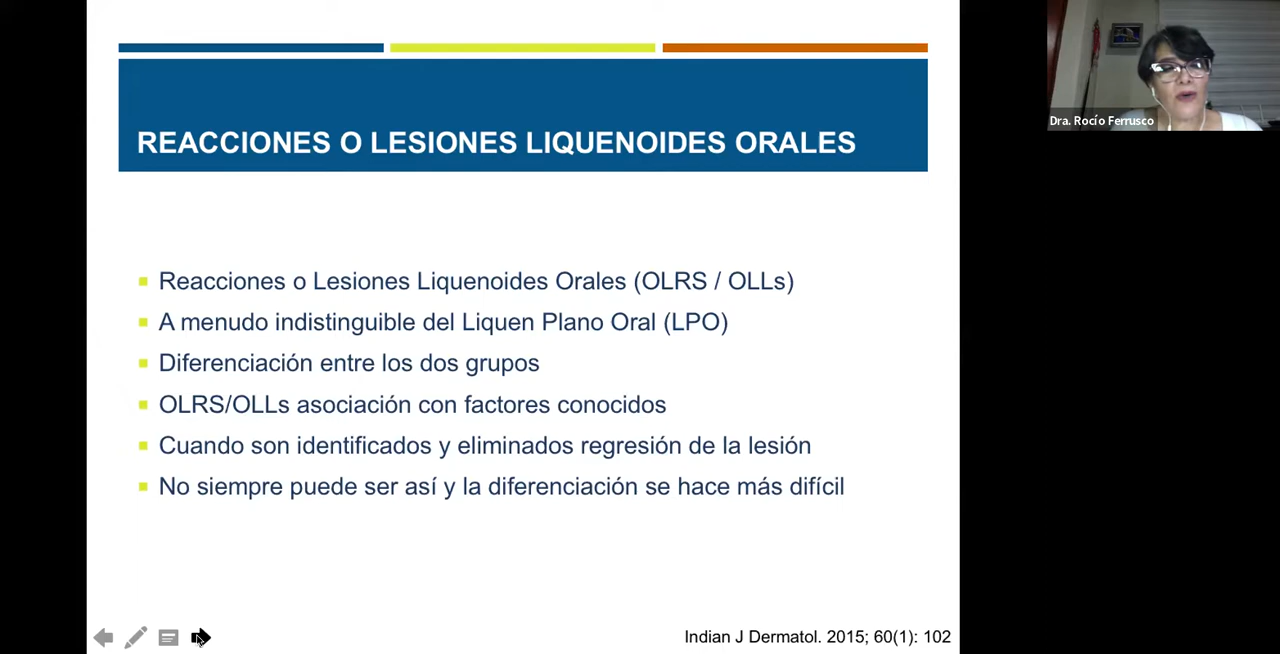 REACCIONES O LESIONES LIQUENOIDES ORALES
Dra. Rocío Ferrusco
Reacciones o Lesiones Liquenoides Orales (OLRS / OLLs)
A menudo indistinguible del Liquen Plano Oral (LPO)
Diferenciación entre los dos grupos
OLRS/OLLs asociación con factores conocidos
Cuando son identificados y eliminados regresión de la lesión
No siempre puede ser así y la diferenciación se hace más difícil
Indian J Dermatol. 2015; 60(1): 102